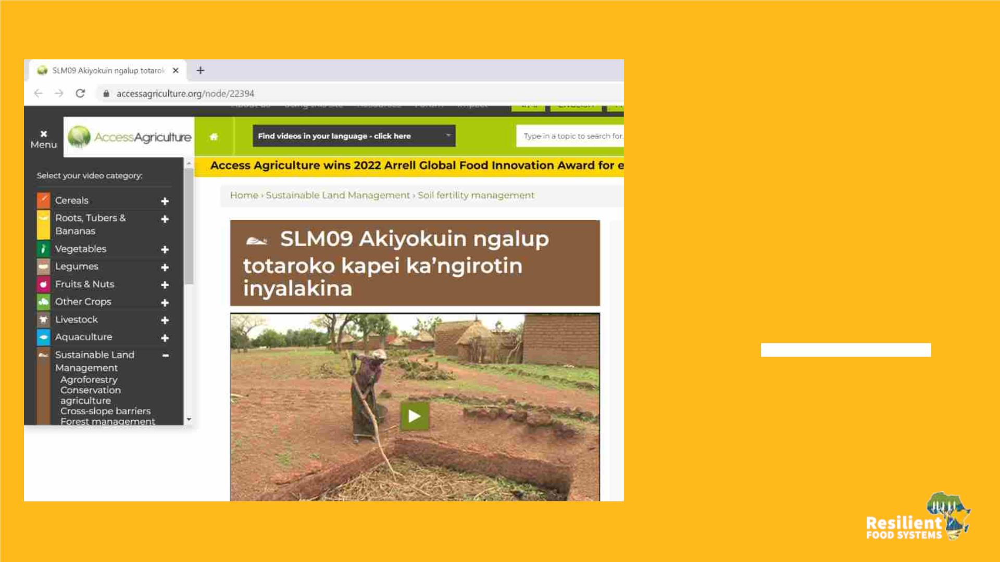 SLM09 Akiyokuin ngalup totarok
accessagriculture.org/node/22394
Menu
AccessAgriculture
Find videos in your language - click here
Type in a topic to search for.
Access Agriculture wins 2022 Arrell Global Food Innovation Award for e
Select your video category:
Cereals
Roots, Tubers &
Bananas
Vegetables
Legumes
Fruits & Nuts
Other Crops
Livestock
Aquaculture
Sustainable Land
Management
Agroforestry
Conservation
agriculture
Cross-slope barriers
Forest management
Home › Sustainable Land Management › Soil fertility management
SLM09 Akiyokuin ngalup
totaroko kapei ka’ngirotin
inyalakina
Resilient
FOOD SYSTEMS